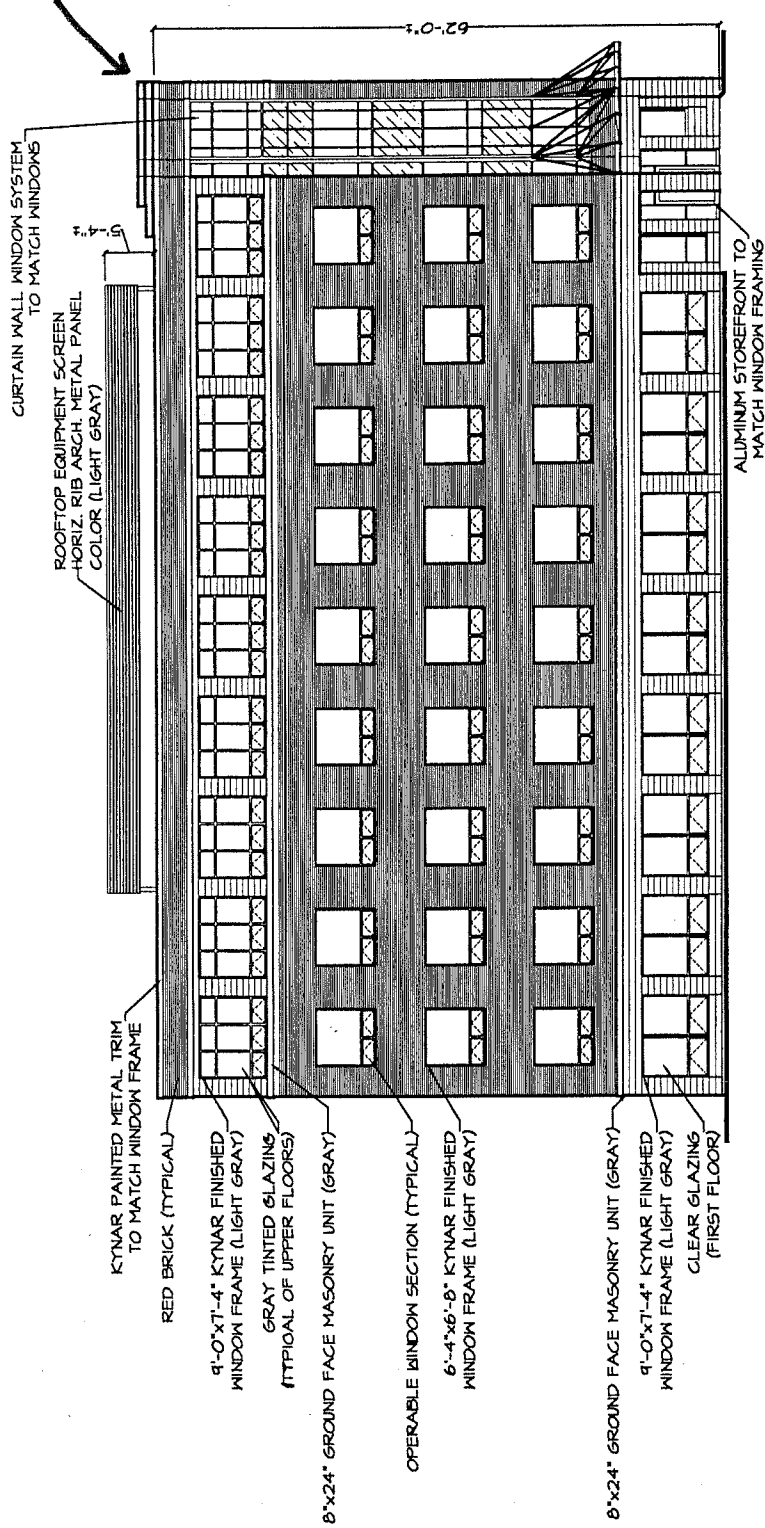 CURTAIN WALL WINDOW SYSTEM
TO MATCH WINDOWS
ROOFTOP EQUIPMENT SCREEN
HORIZ. RIB ARCH. METAL PANEL
COLOR (LIGHT GRAY)
5'-4"±
62'-0"±
KYNAR PAINTED METAL TRIM
TO MATCH WINDOW FRAME
RED BRICK (TYPICAL)
9'-0"x7'-4" KYNAR FINISHED
WINDOW FRAME (LIGHT GRAY)
GRAY TINTED GLAZING
(TYPICAL OF UPPER FLOORS)
8"x24" GROUND FACE MASONRY UNIT (GRAY)
OPERABLE WINDOW SECTION (TYPICAL)
6'-4"x6'-8" KYNAR FINISHED
WINDOW FRAME (LIGHT GRAY)
8"x24" GROUND FACE MASONRY UNIT (GRAY)
9'-0"x7'-4" KYNAR FINISHED
WINDOW FRAME (LIGHT GRAY)
CLEAR GLAZING
(FIRST FLOOR)
ALUMINUM STOREFRONT TO
MATCH WINDOW FRAMING